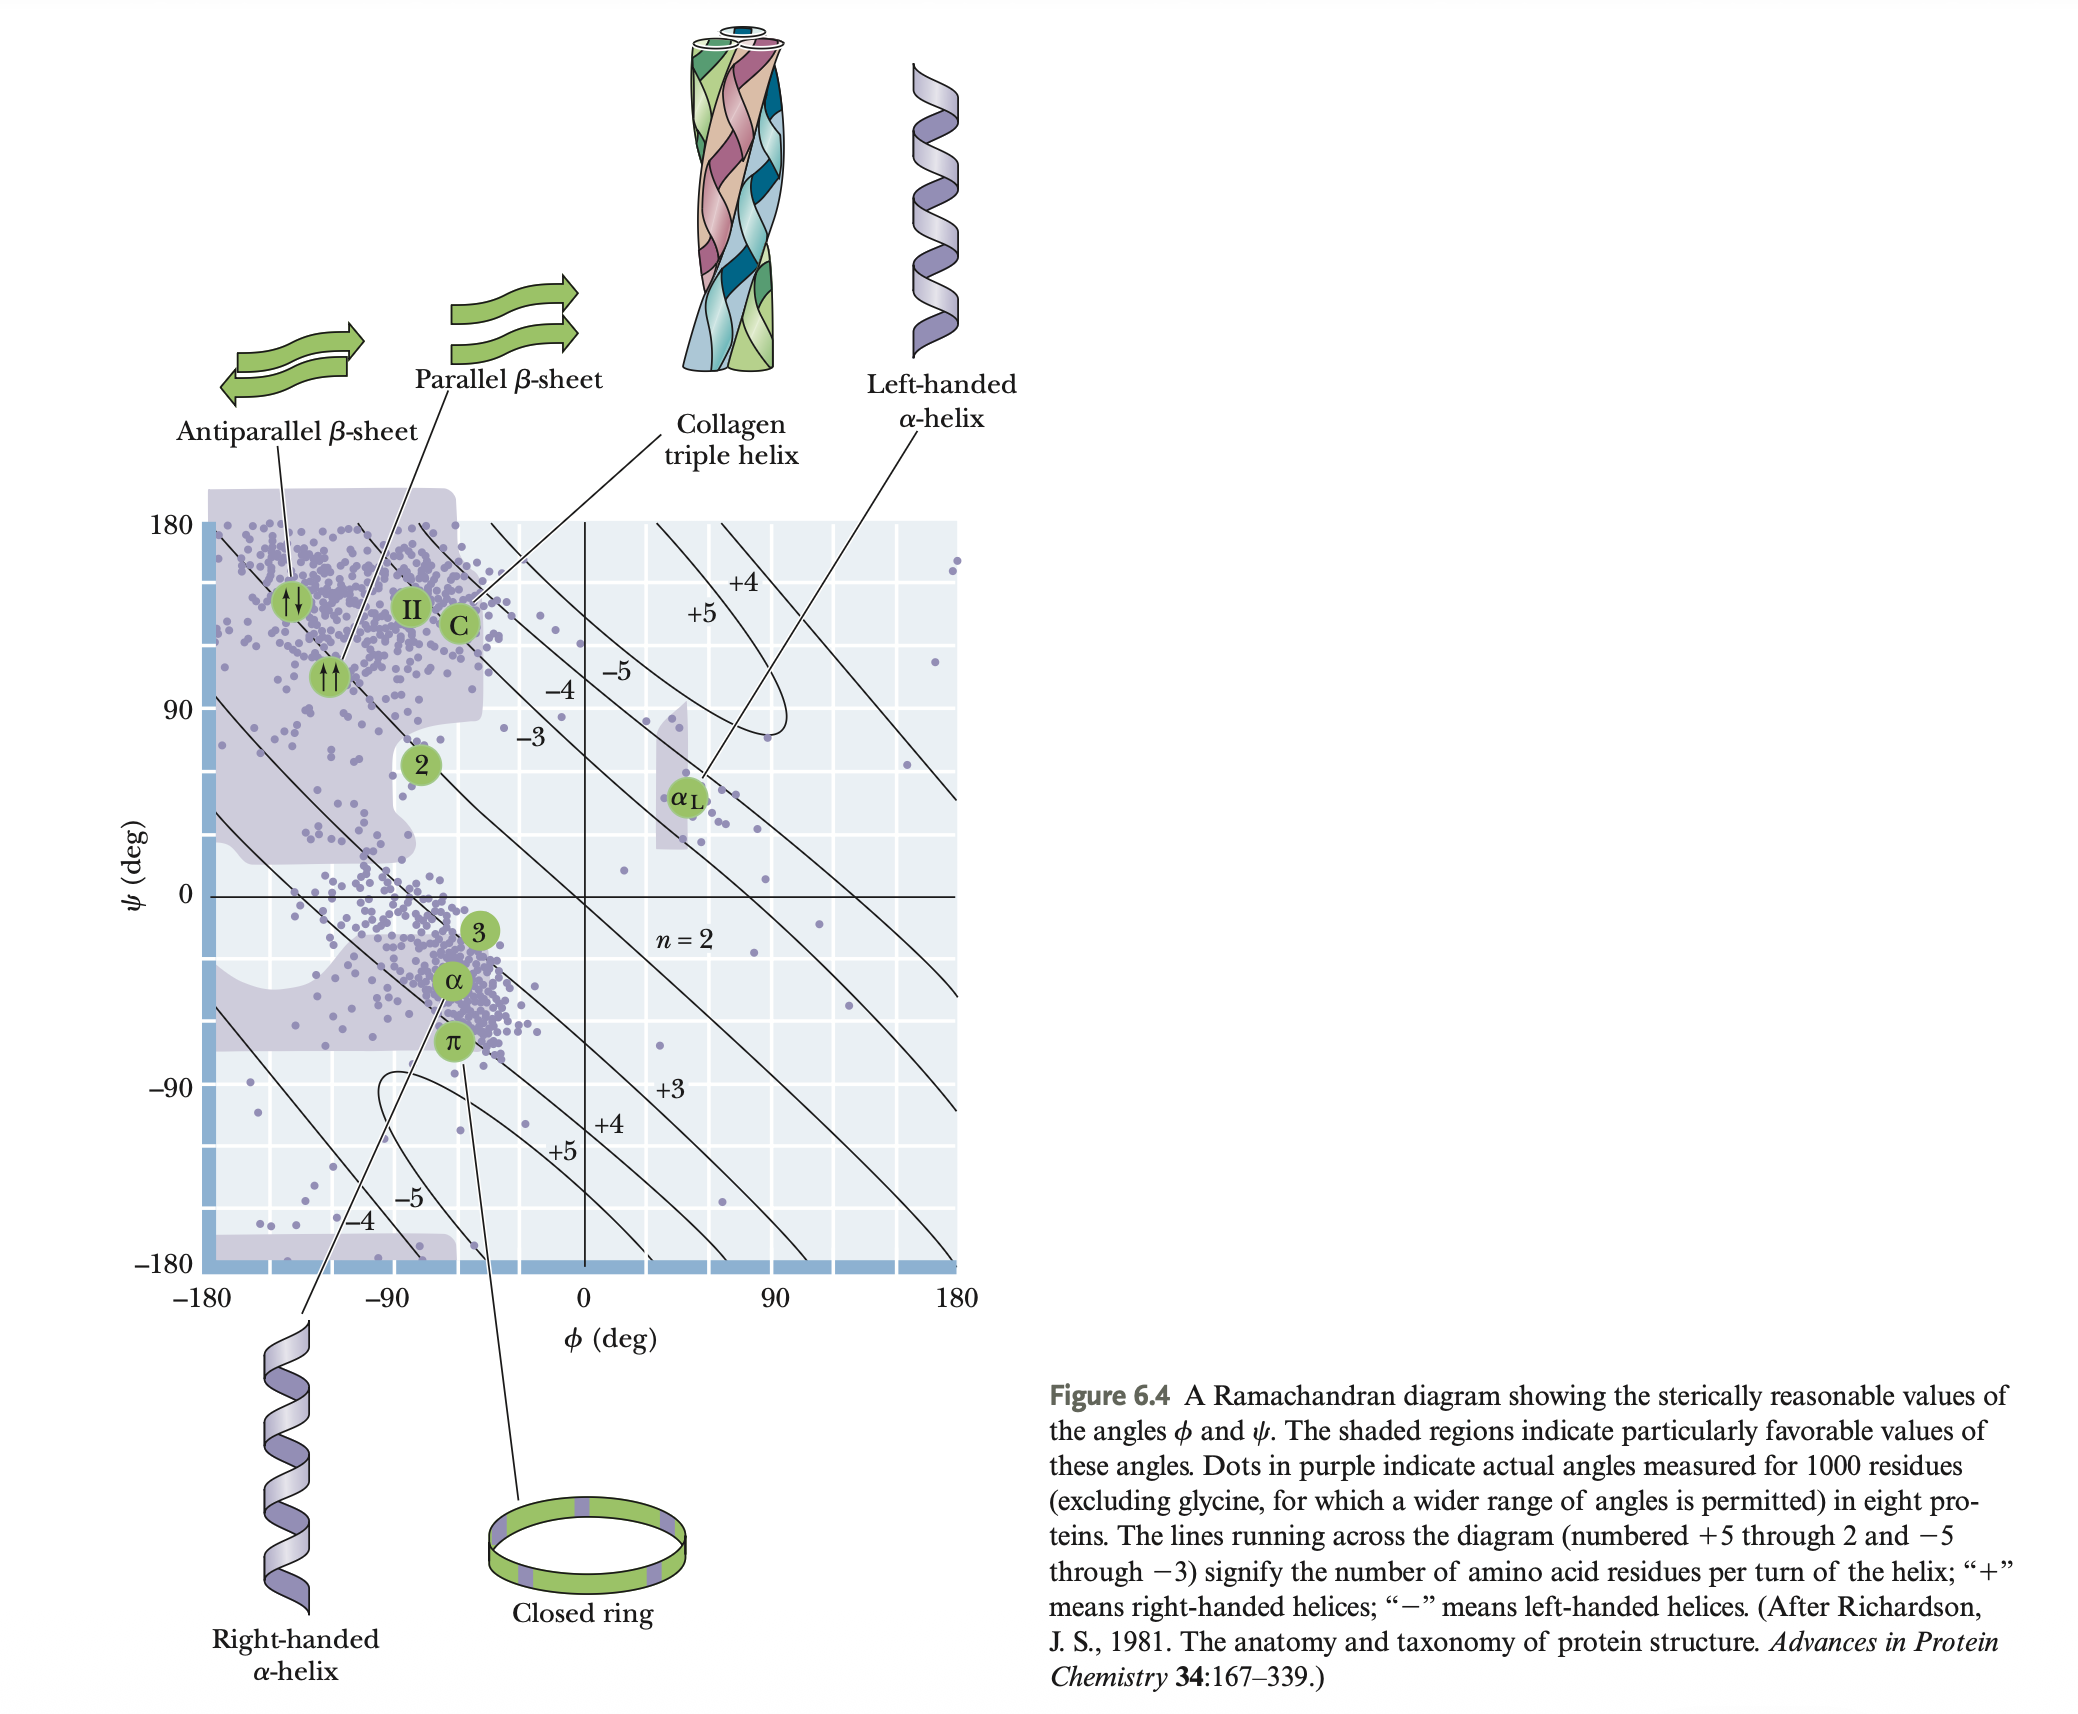 Parallel β-sheet
Antiparallel β-sheet
Collagen
triple helix
Left-handed
α-helix
180
90
0
–90
–180
ψ (deg)
↑↓
II
C
↑↑
2
αL
3
α
π
+4
+5
–5
–4
–3
n = 2
+3
+4
+5
–5
–4
–180
–90
0
90
180
ϕ (deg)
Right-handed
α-helix
Closed ring
Figure 6.4 A Ramachandran diagram showing the sterically reasonable values of
the angles ϕ and ψ. The shaded regions indicate particularly favorable values of
these angles. Dots in purple indicate actual angles measured for 1000 residues
(excluding glycine, for which a wider range of angles is permitted) in eight pro-
teins. The lines running across the diagram (numbered +5 through 2 and −5
through −3) signify the number of amino acid residues per turn of the helix; “+”
means right-handed helices; “−” means left-handed helices. (After Richardson,
J. S., 1981. The anatomy and taxonomy of protein structure. Advances in Protein
Chemistry 34:167–339.)